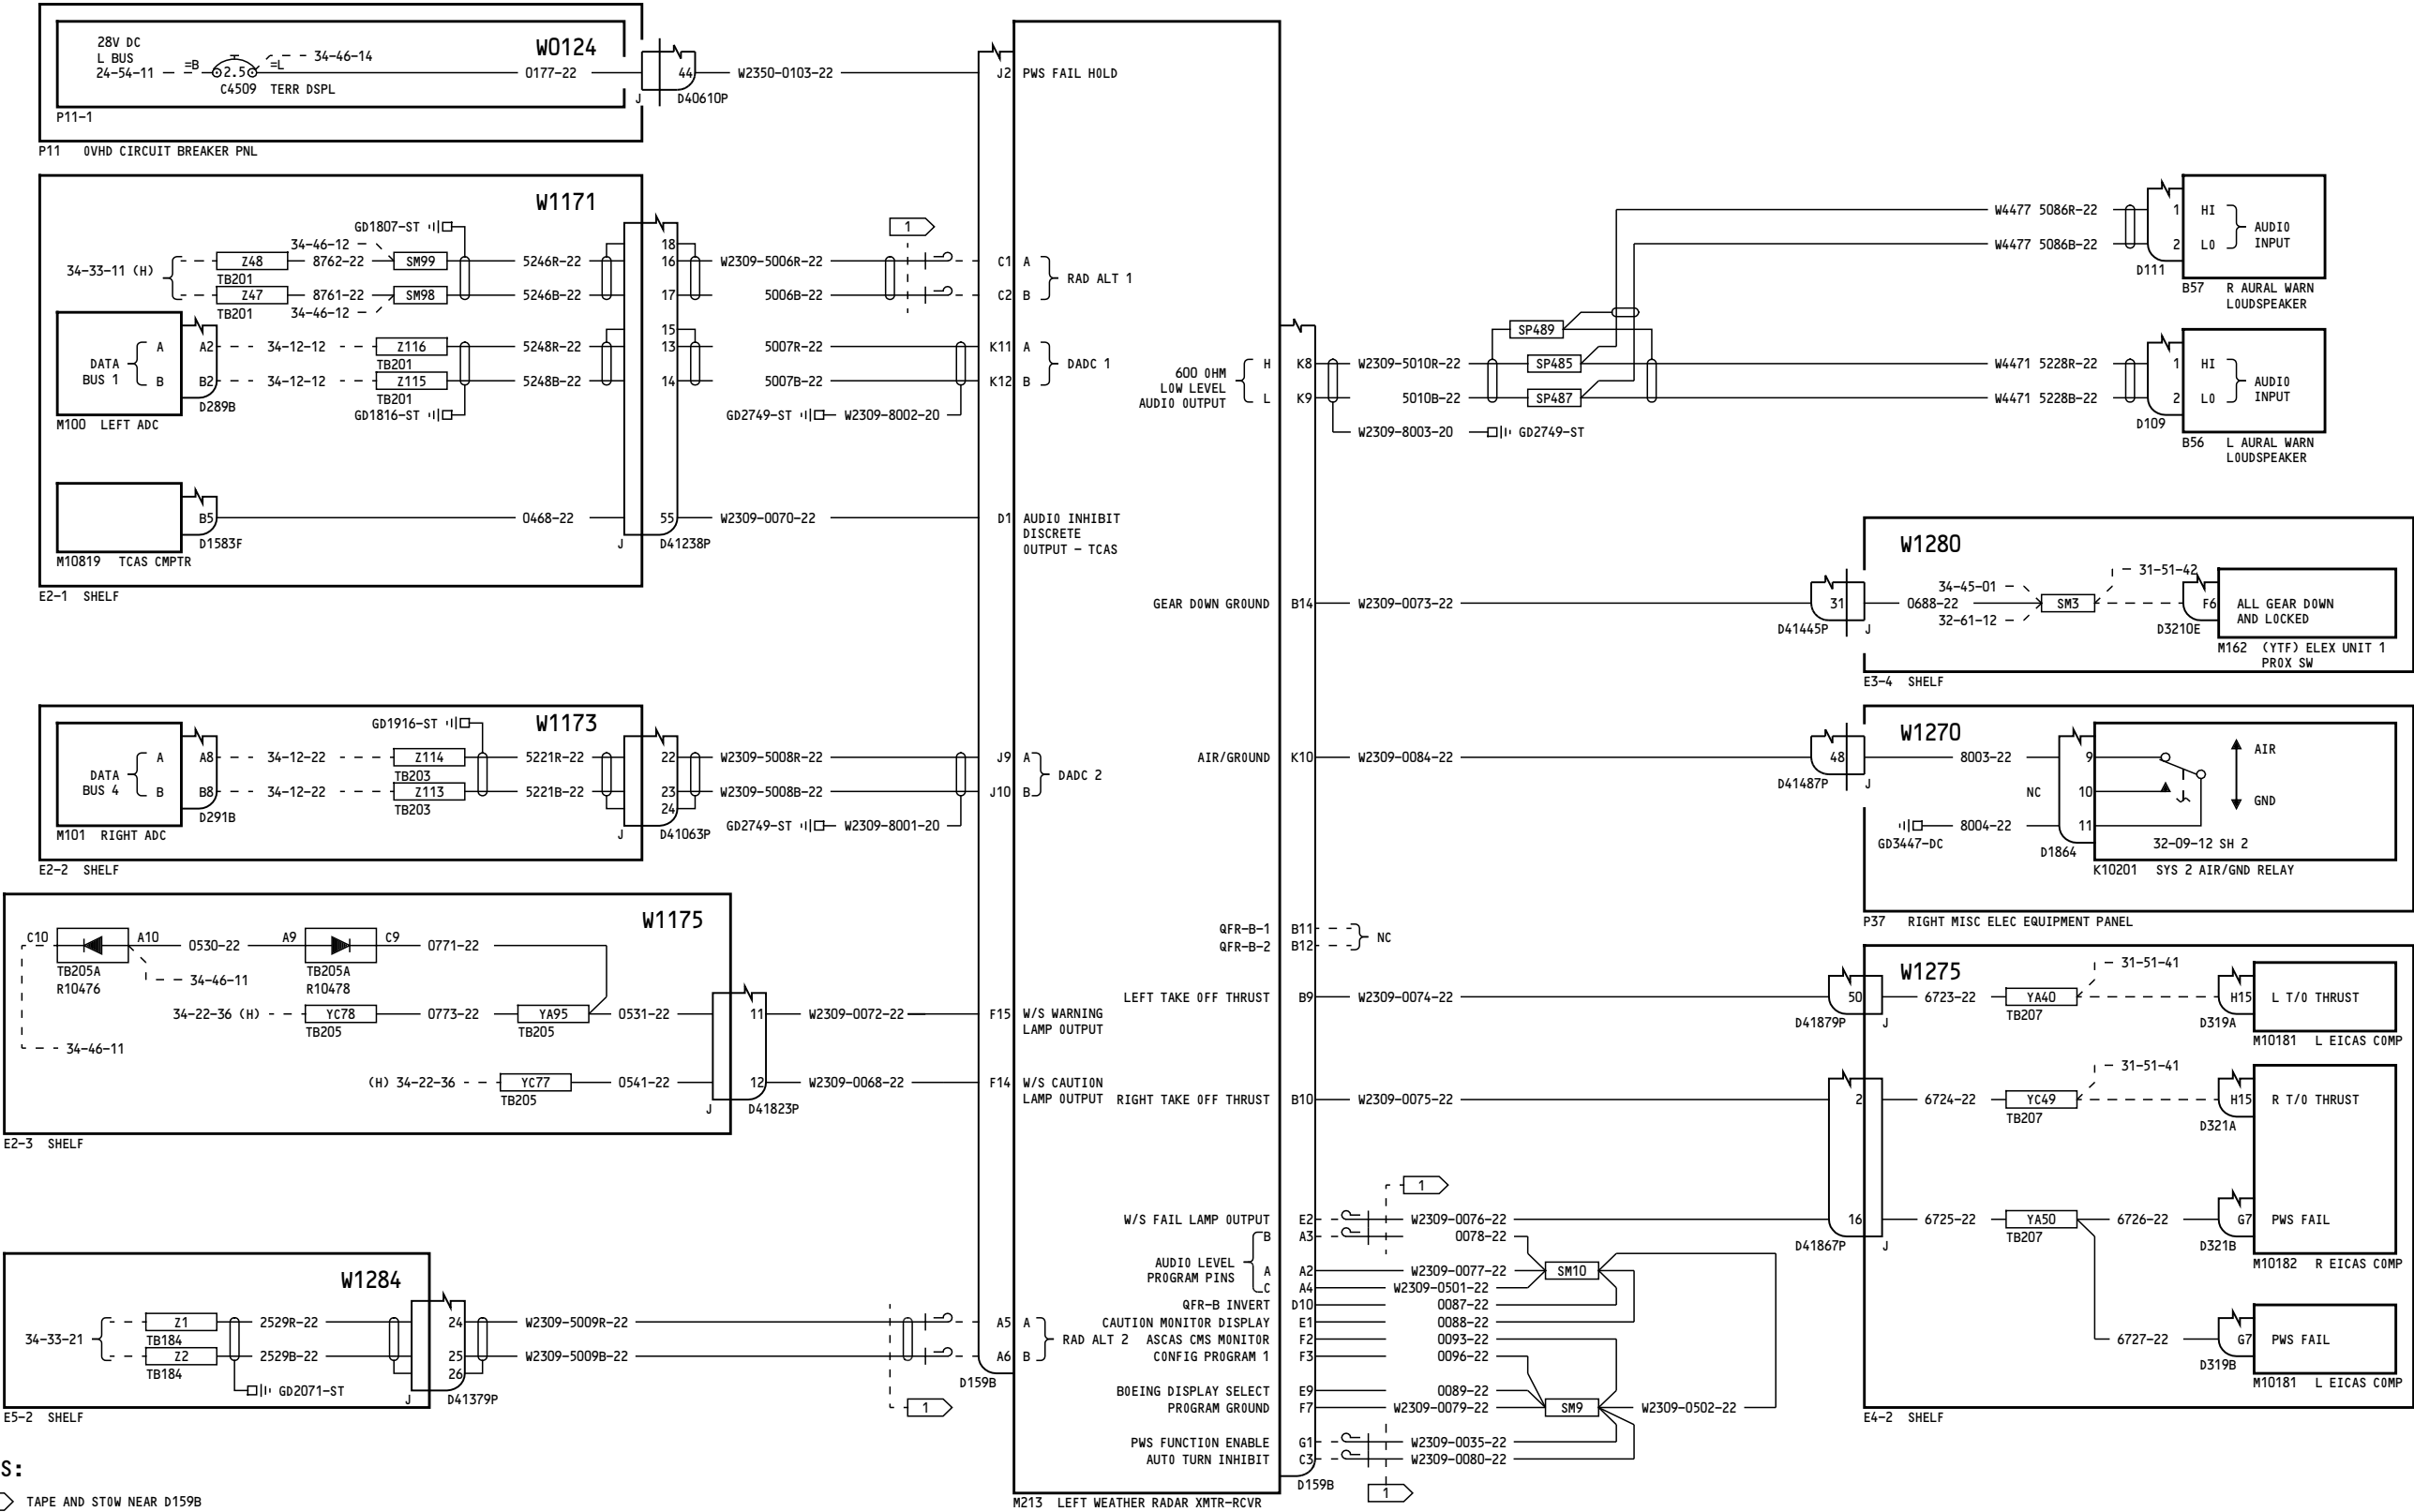 28V DC
L BUS
24-54-11
=B
2.5
=L
34-46-14
C4509 TERR DSPL
W0124
0177-22
44
J
D40610P
W2350-0103-22
J2 PWS FAIL HOLD
P11-1
P11 OVHD CIRCUIT BREAKER PNL
W1171
GD1807-ST
34-46-12
34-33-11 (H)
Z48
8762-22
SM99
5246R-22
TB201
Z47
8761-22
SM98
5246B-22
TB201
34-46-12
18
16
17
W2309-5006R-22
5006B-22
1
C1 A
C2 B
RAD ALT 1
DATA
BUS 1
A
B
A2
B2
34-12-12
34-12-12
Z116
TB201
Z115
TB201
5248R-22
5248B-22
GD1816-ST
D289B
M100 LEFT ADC
15
13
14
5007R-22
5007B-22
GD2749-ST
W2309-8002-20
K11 A
K12 B
DADC 1
B5
D1583F
M10819 TCAS CMPTR
0468-22
55
J
D41238P
W2309-0070-22
D1 AUDIO INHIBIT
DISCRETE
OUTPUT - TCAS
E2-1 SHELF
W1173
GD1916-ST
DATA
BUS 4
A
B
A8
B8
34-12-22
34-12-22
Z114
TB203
Z113
TB203
5221R-22
5221B-22
D291B
M101 RIGHT ADC
22
23
24
J
D41063P
W2309-5008R-22
W2309-5008B-22
GD2749-ST
W2309-8001-20
J9 A
J10 B
DADC 2
E2-2 SHELF
W1175
C10
A10
0530-22
A9
C9
0771-22
TB205A
R10476
34-46-11
TB205A
R10478
34-22-36 (H)
YC78
TB205
0773-22
YA95
TB205
0531-22
34-46-11
(H) 34-22-36
YC77
TB205
0541-22
11
12
J
D41823P
W2309-0072-22
W2309-0068-22
F15 W/S WARNING
LAMP OUTPUT
F14 W/S CAUTION
LAMP OUTPUT
E2-3 SHELF
W1284
34-33-21
Z1
TB184
Z2
TB184
2529R-22
2529B-22
GD2071-ST
24
25
26
J
D41379P
W2309-5009R-22
W2309-5009B-22
1
A5 A
A6 B
RAD ALT 2
D159B
E5-2 SHELF
S:
TAPE AND STOW NEAR D159B
M213 LEFT WEATHER RADAR XMTR-RCVR
600 OHM
LOW LEVEL
AUDIO OUTPUT
H
L
K8
K9
W2309-5010R-22
5010B-22
W2309-8003-20
GD2749-ST
SP489
SP485
SP487
W4477 5086R-22
W4477 5086B-22
1
2
HI
LO
AUDIO
INPUT
D111
B57 R AURAL WARN
LOUDSPEAKER
W4471 5228R-22
W4471 5228B-22
1
2
HI
LO
AUDIO
INPUT
D109
B56 L AURAL WARN
LOUDSPEAKER
GEAR DOWN GROUND
B14
W2309-0073-22
31
D41445P
J
W1280
34-45-01
0688-22
32-61-12
SM3
31-51-42
F6
D3210E
ALL GEAR DOWN
AND LOCKED
M162 (YTF) ELEX UNIT 1
PROX SW
E3-4 SHELF
AIR/GROUND
K10
W2309-0084-22
48
D41487P
J
W1270
8003-22
9
NC
10
8004-22
11
GD3447-DC
D1864
AIR
GND
32-09-12 SH 2
K10201 SYS 2 AIR/GND RELAY
P37 RIGHT MISC ELEC EQUIPMENT PANEL
QFR-B-1
QFR-B-2
B11
B12
NC
LEFT TAKE OFF THRUST
B9
W2309-0074-22
50
D41879P
J
W1275
31-51-41
6723-22
YA40
TB207
H15
D319A
L T/O THRUST
M10181 L EICAS COMP
RIGHT TAKE OFF THRUST
B10
W2309-0075-22
2
31-51-41
6724-22
YC49
TB207
H15
D321A
R T/O THRUST
1
W/S FAIL LAMP OUTPUT
E2
W2309-0076-22
16
D41867P
J
6725-22
YA50
TB207
6726-22
G7
D321B
PWS FAIL
M10182 R EICAS COMP
6727-22
G7
D319B
PWS FAIL
M10181 L EICAS COMP
E4-2 SHELF
AUDIO LEVEL
PROGRAM PINS
B
A
C
A3
0078-22
A2
W2309-0077-22
SM10
A4
W2309-0501-22
QFR-B INVERT
D10
0087-22
CAUTION MONITOR DISPLAY
E1
0088-22
ASCAS CMS MONITOR
F2
0093-22
CONFIG PROGRAM 1
F3
0096-22
BOEING DISPLAY SELECT
E9
0089-22
PROGRAM GROUND
F7
W2309-0079-22
SM9
W2309-0502-22
PWS FUNCTION ENABLE
G1
W2309-0035-22
AUTO TURN INHIBIT
C3
W2309-0080-22
D159B
1